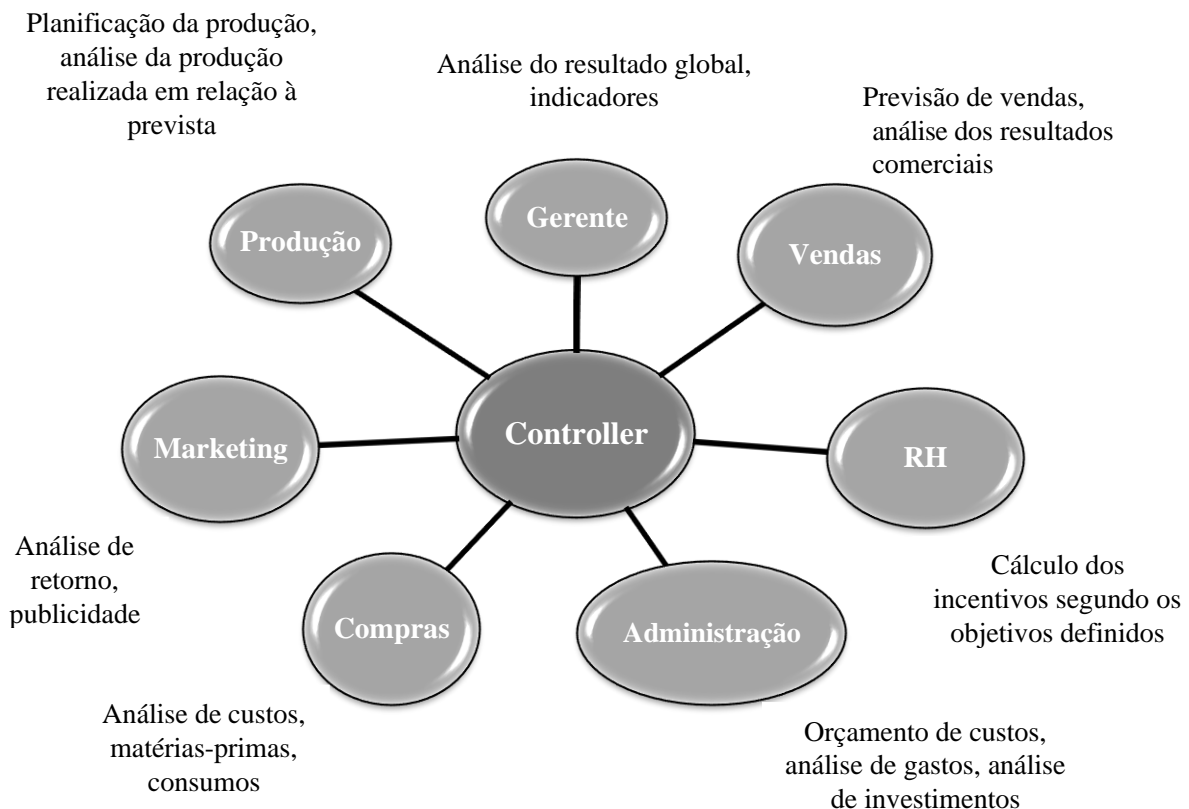 Planificação da produção,
análise da produção
realizada em relação à
prevista
Análise do resultado global,
indicadores
Previsão de vendas,
análise dos resultados
comerciais
Produção
Gerente
Vendas
Marketing
Controller
RH
Análise de
retorno,
publicidade
Compras
Administração
Cálculo dos
incentivos segundo os
objetivos definidos
Análise de custos,
matérias-primas,
consumos
Orçamento de custos,
análise de gastos, análise
de investimentos